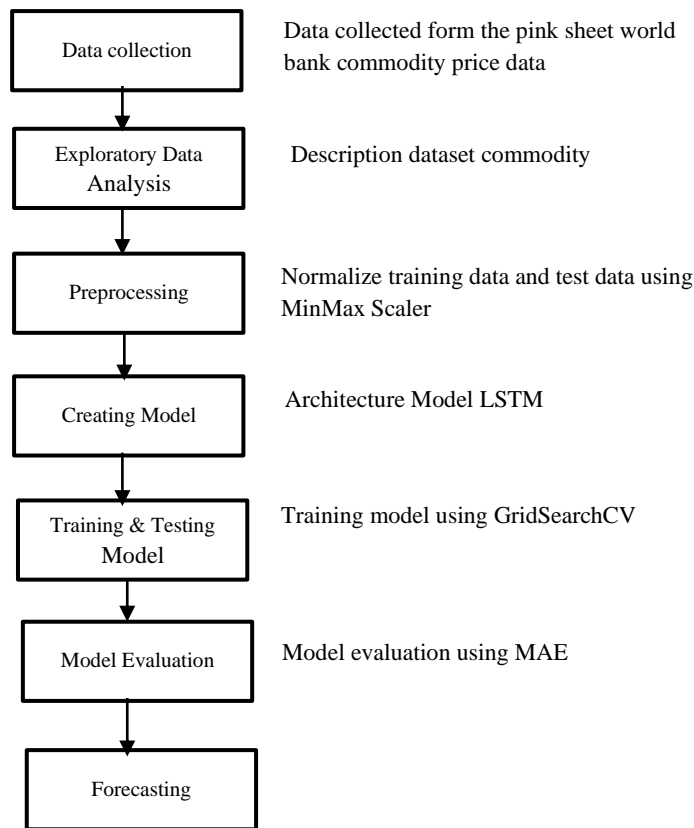 Data collection
Data collected form the pink sheet world
bank commodity price data
Exploratory Data
Analysis
Description dataset commodity
Preprocessing
Normalize training data and test data using
MinMax Scaler
Creating Model
Architecture Model LSTM
Training & Testing
Model
Training model using GridSearchCV
Model Evaluation
Model evaluation using MAE
Forecasting